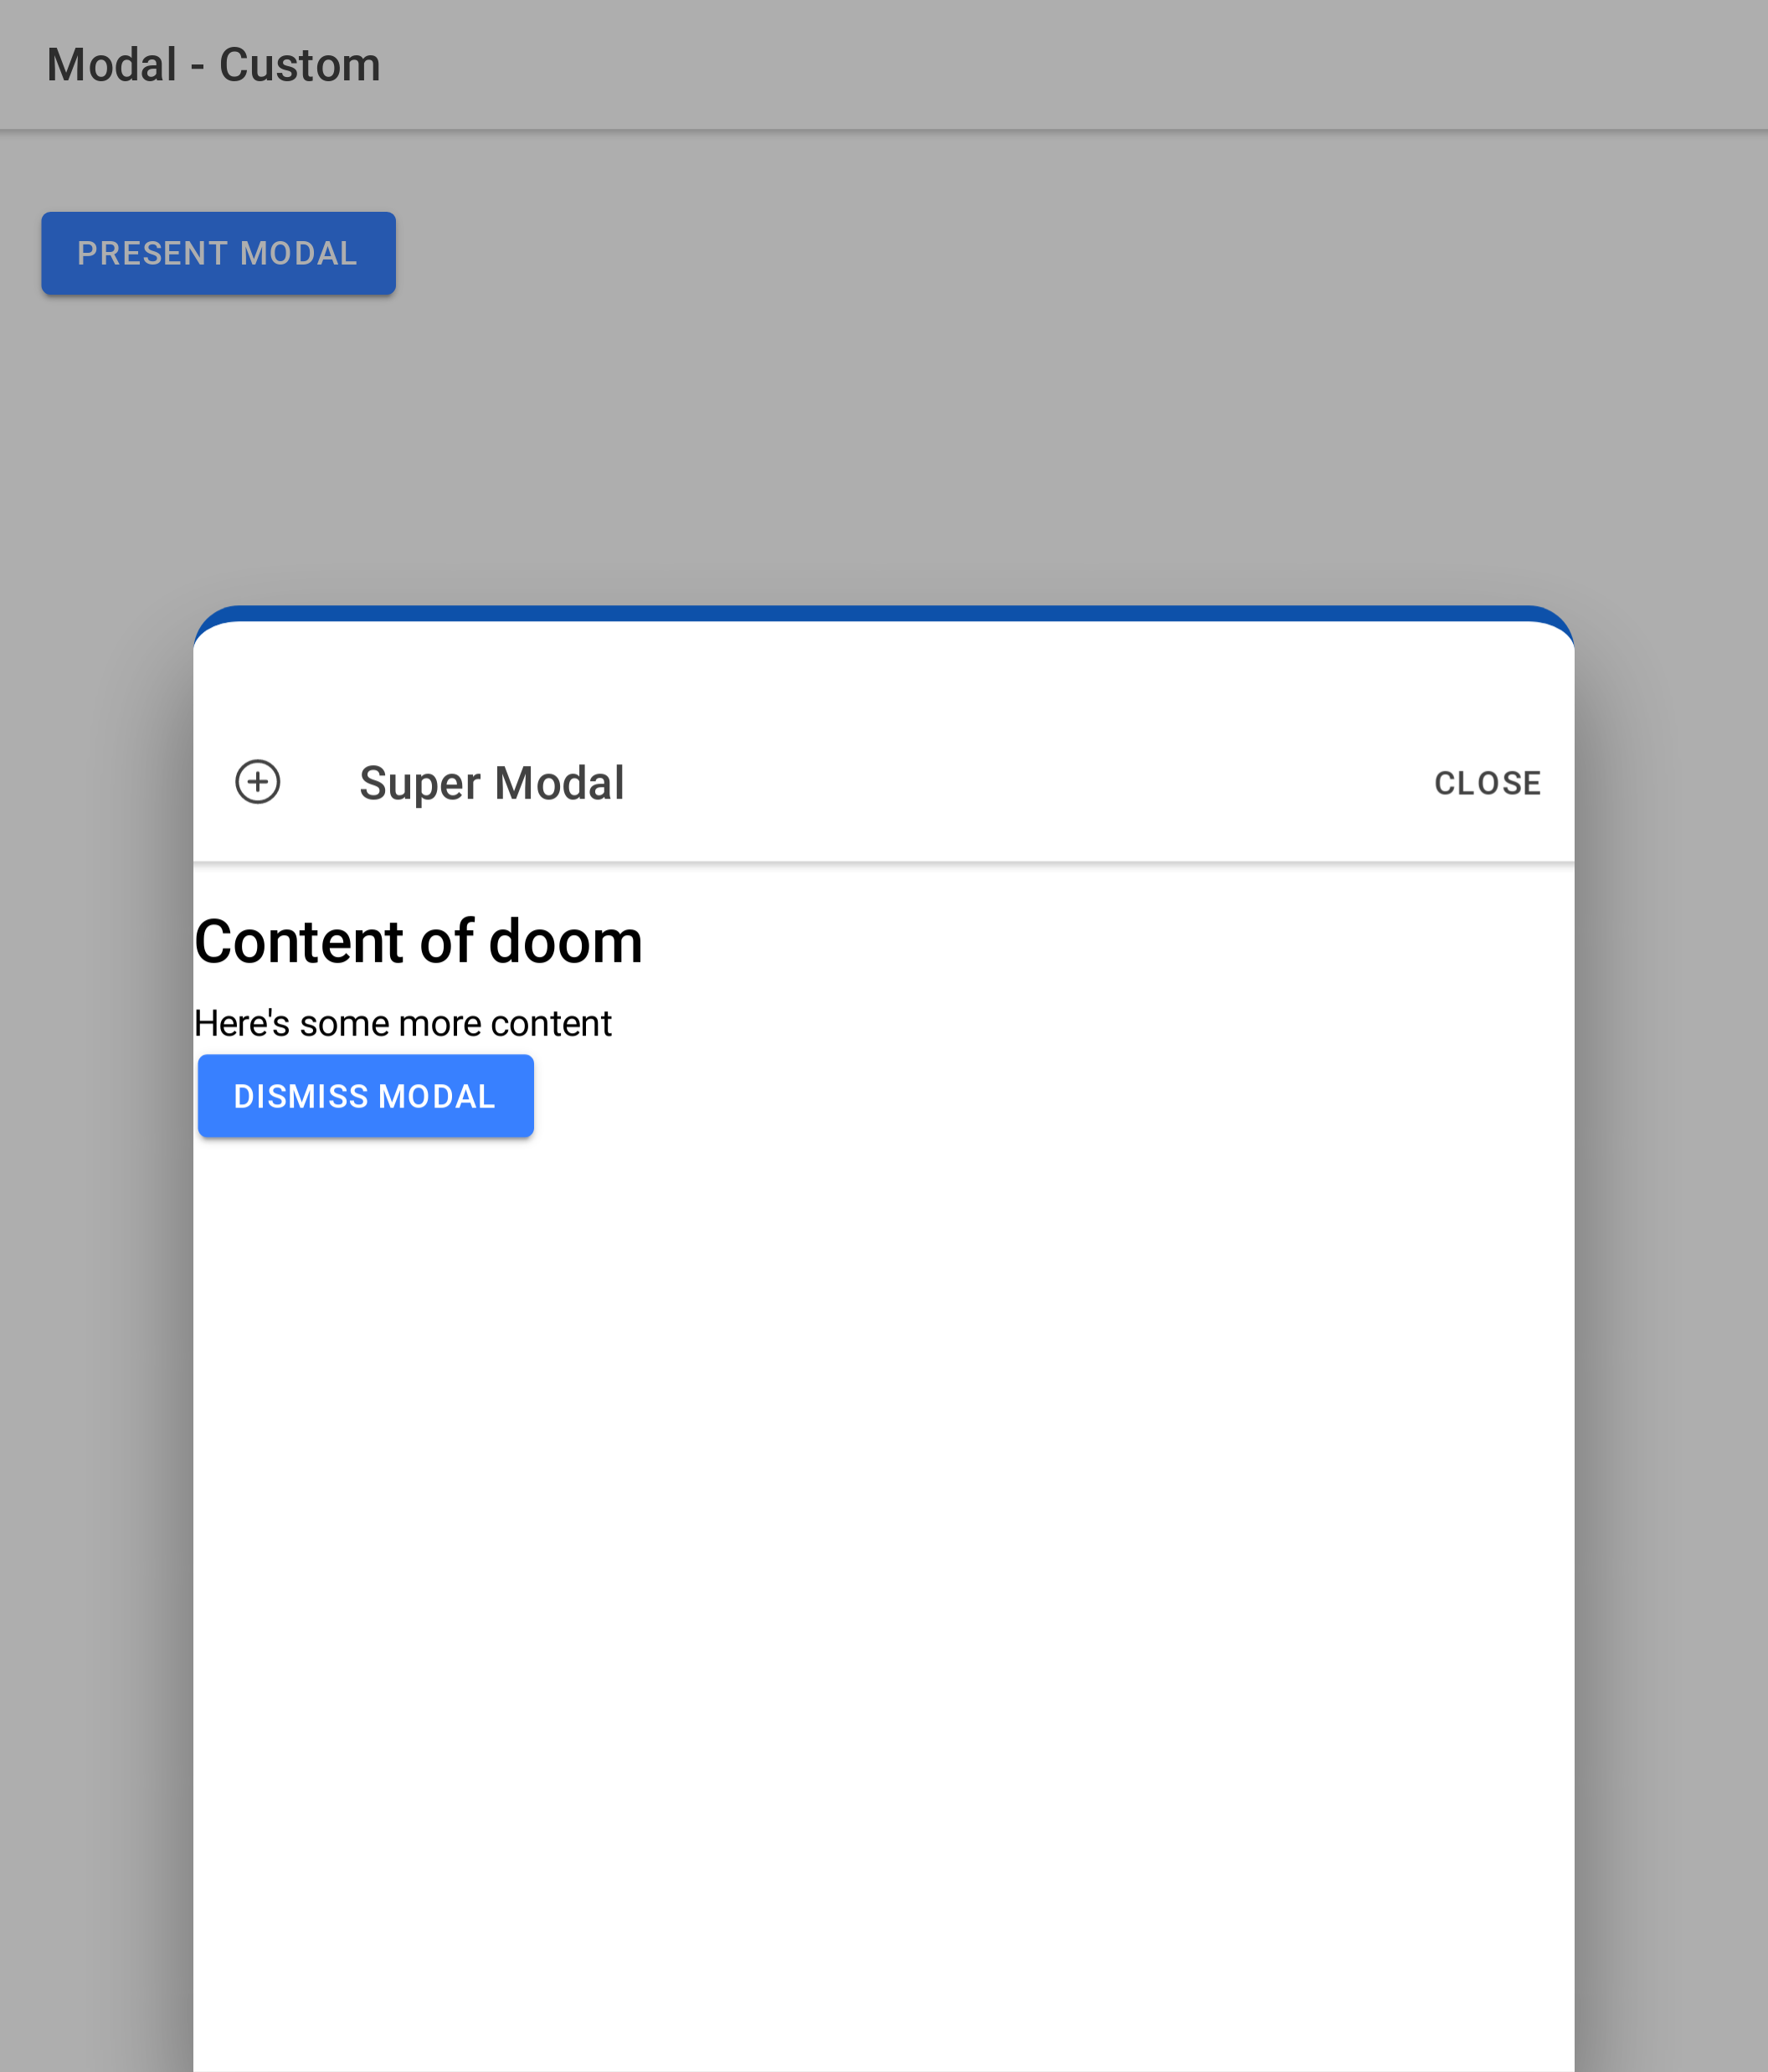 Modal - Custom
PRESENT MODAL
Super Modal
CLOSE
Content of doom
Here's some more content
DISMISS MODAL